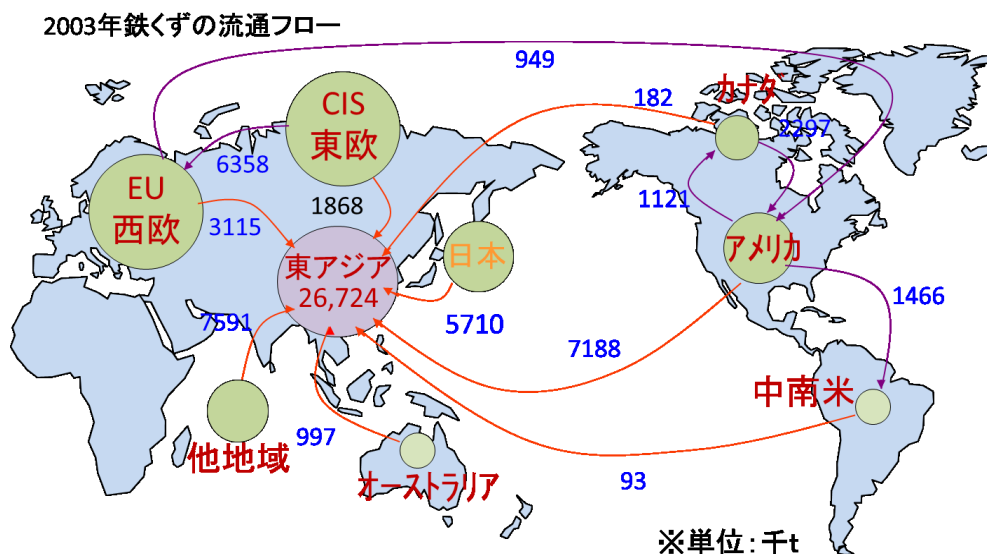 2003年鉄くずの流通フロー
949
カナダ
182
2297
CIS
東欧
6358
EU
西欧
3115
1868
1121
日本
アメリカ
東アジア
26,724
1466
7591
5710
7188
中南米
他地域
997
オーストラリア
93
※単位:千t